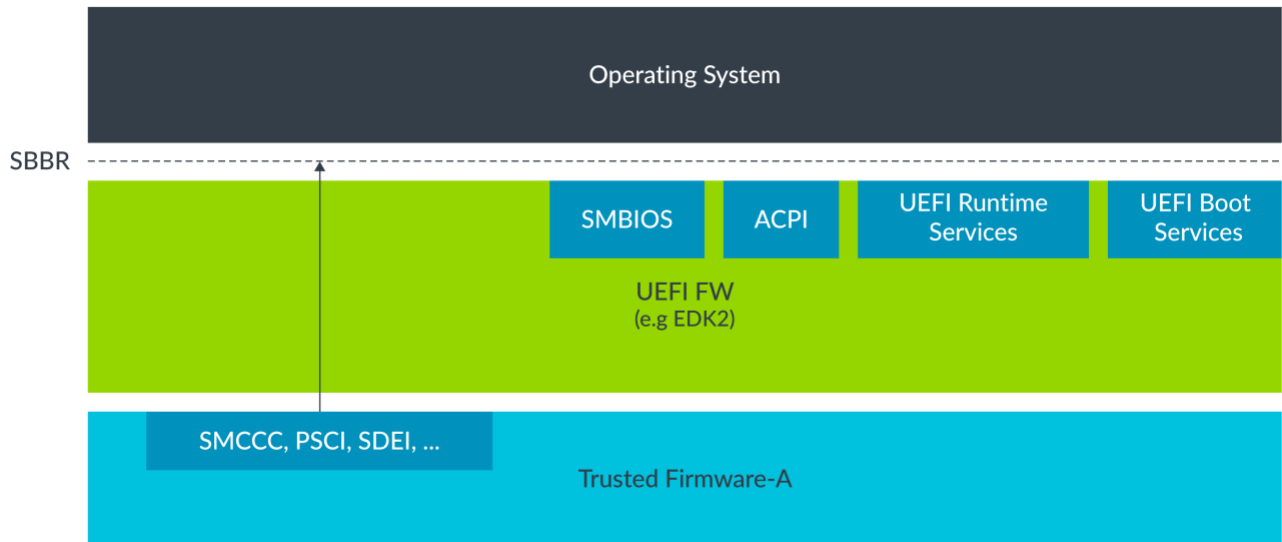 Operating System
SBBR
SMBIOS
ACPI
UEFI Runtime
Services
UEFI Boot
Services
UEFI FW
(e.g EDK2)
SMCCC, PSCI, SDEI, ...
Trusted Firmware-A